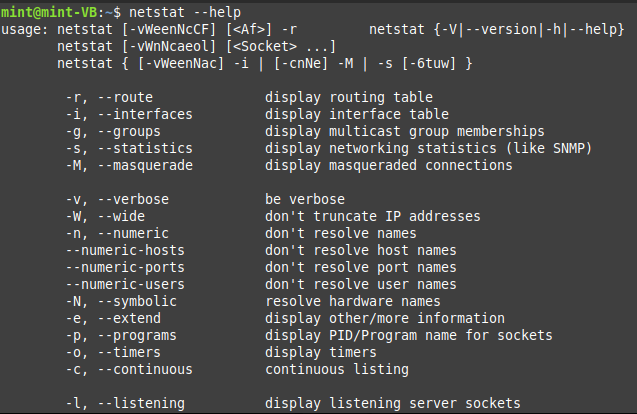 mint@mint-VB:~$ netstat --help
usage: netstat [-vWeenNcCF] [<Af>] -r         netstat {-V|--version|-h|--help}
       netstat [-vWnNcaeol] [<Socket> ...]
       netstat { [-vWeenNac] -i | [-cnNe] -M | -s [-6tuw] }
        -r, --route              display routing table
        -i, --interfaces         display interface table
        -g, --groups             display multicast group memberships
        -s, --statistics         display networking statistics (like SNMP)
        -M, --masquerade         display masqueraded connections
        -v, --verbose            be verbose
        -W, --wide               don't truncate IP addresses
        -n, --numeric            don't resolve names
        --numeric-hosts          don't resolve host names
        --numeric-ports          don't resolve port names
        --numeric-users          don't resolve user names
        -N, --symbolic           resolve hardware names
        -e, --extend             display other/more information
        -p, --programs           display PID/Program name for sockets
        -o, --timers             display timers
        -c, --continuous         continuous listing
        -l, --listening          display listening server sockets